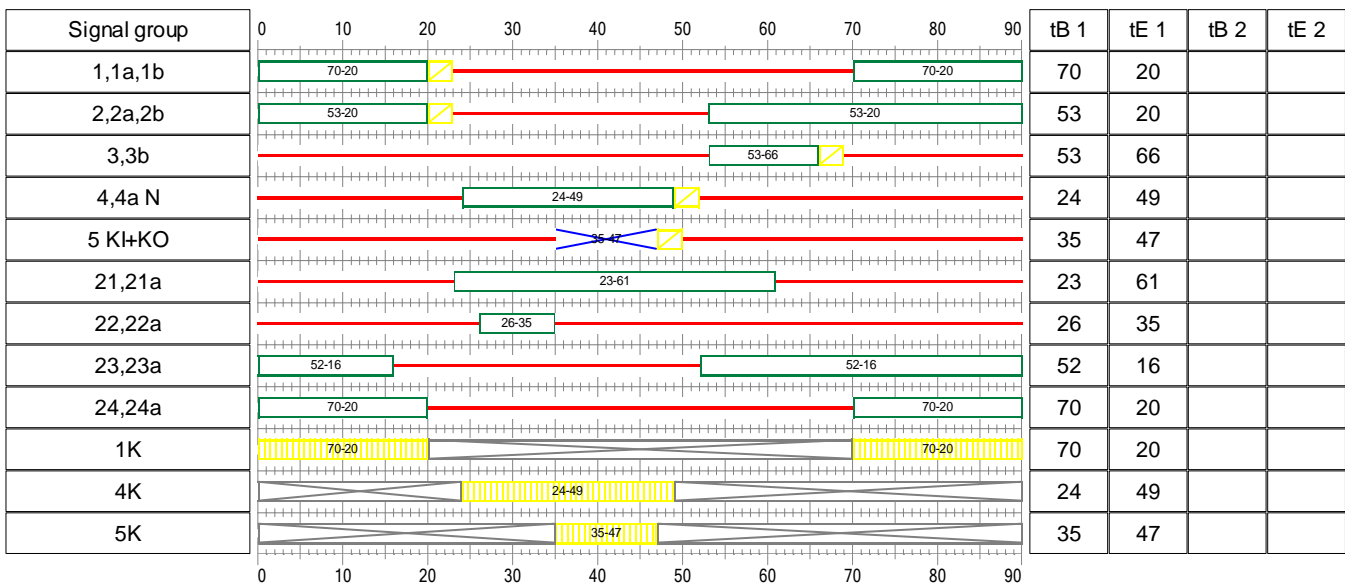 Signal group 0 10 20 30 40 50 60 70 80 90 tB 1 tE 1 tB 2 tE 2
1,1a,1b 70-20 70-20 70 20
2,2a,2b 53-20 53-20 53 20
3,3b 53-66 53 66
4,4a N 24-49 24 49
5 KI+KO 35-47 35 47
21,21a 23-61 23 61
22,22a 26-35 26 35
23,23a 52-16 52-16 52 16
24,24a 70-20 70-20 70 20
1K 70-20 70-20 70 20
4K 24-49 24 49
5K 35-47 35 47
0 10 20 30 40 50 60 70 80 90